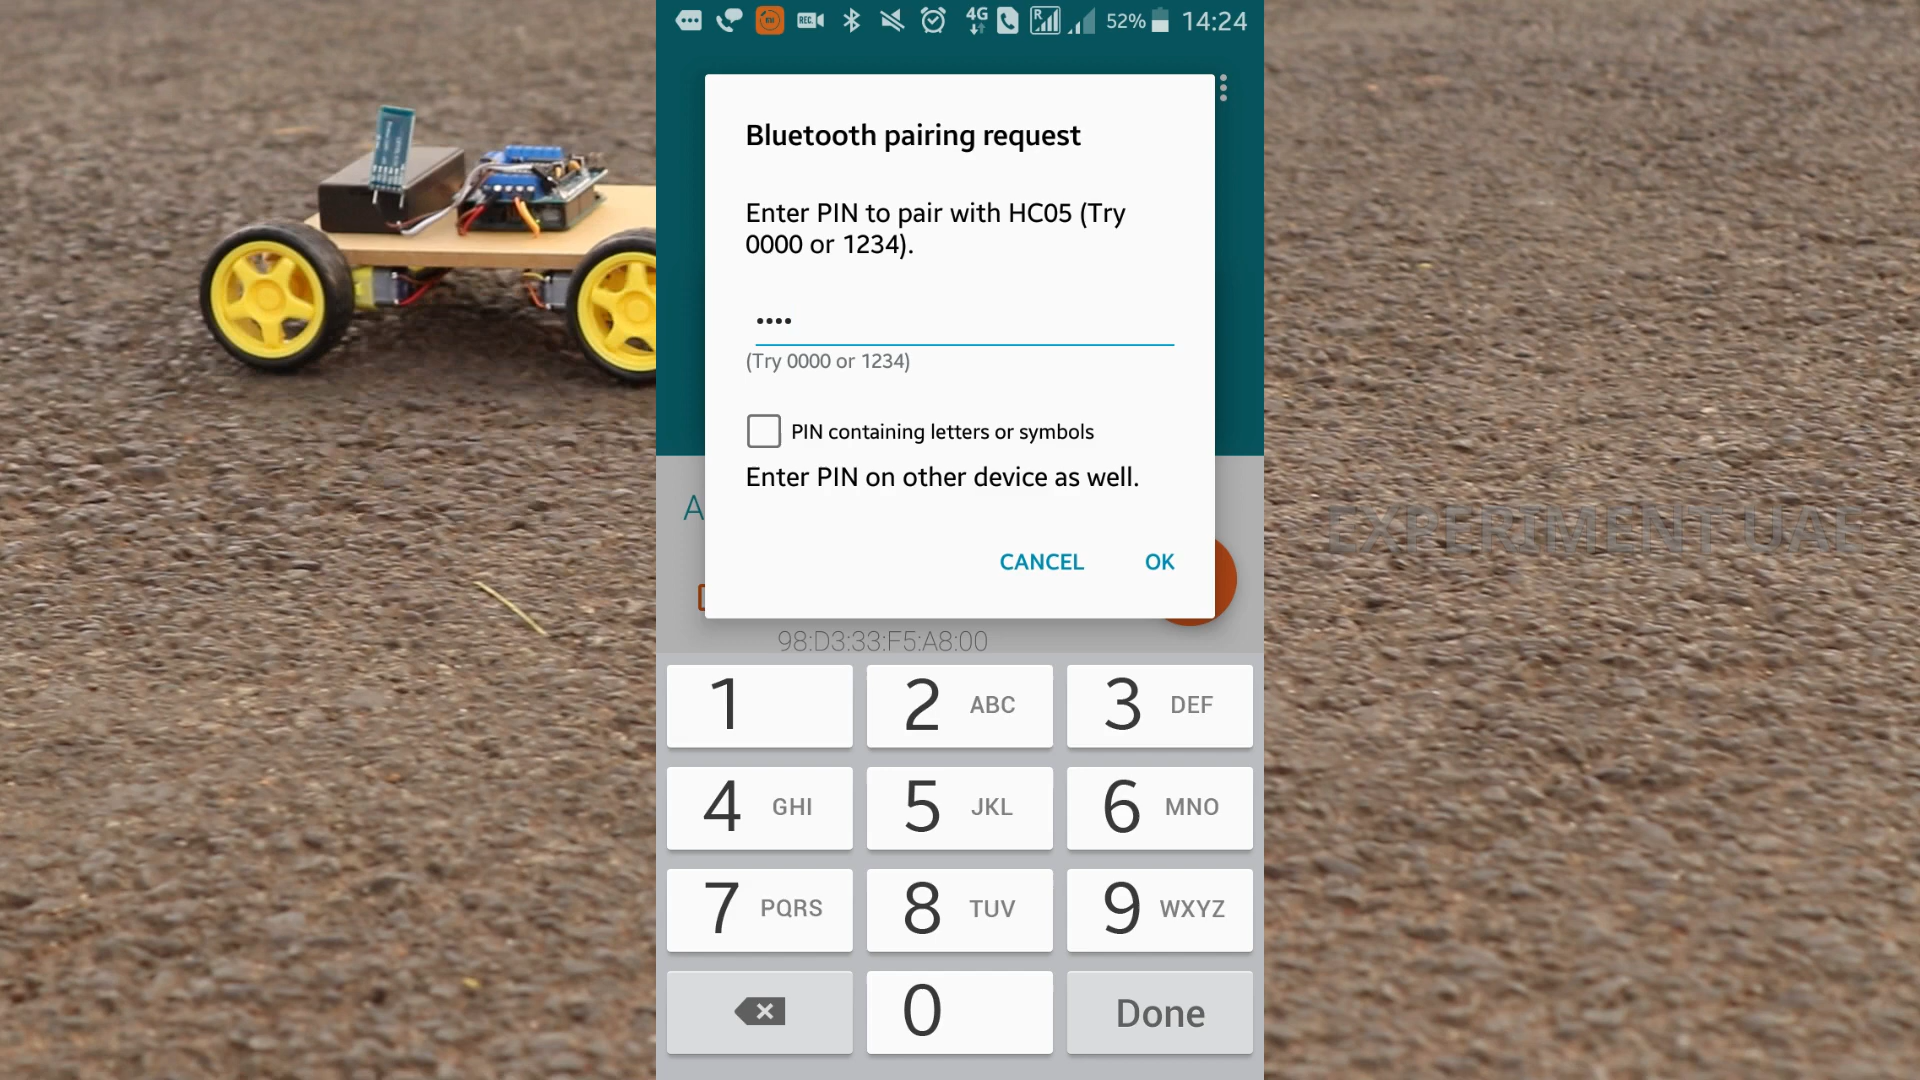 REC.
4G
R
52%
14:24
Bluetooth pairing request
Enter PIN to pair with HC05 (Try
0000 or 1234).
••••
(Try 0000 or 1234)
PIN containing letters or symbols
Enter PIN on other device as well.
A
CANCEL
OK
EXPERIMENT UAE
98:D3:33:F5:A8:00
1
2 ABC
3 DEF
4 GHI
5 JKL
6 MNO
7 PQRS
8 TUV
9 WXYZ
0
Done